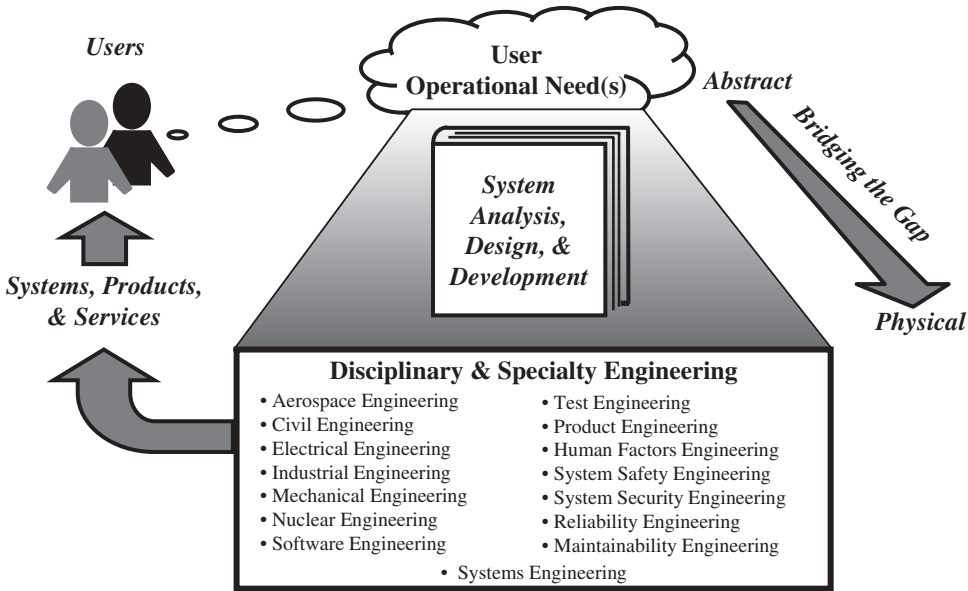 Users
User
Operational Need(s)
Abstract
Bridging the Gap
Physical
System
Analysis,
Design, &
Development
Systems, Products,
& Services
Disciplinary & Specialty Engineering
• Aerospace Engineering
• Civil Engineering
• Electrical Engineering
• Industrial Engineering
• Mechanical Engineering
• Nuclear Engineering
• Software Engineering
• Test Engineering
• Product Engineering
• Human Factors Engineering
• System Safety Engineering
• System Security Engineering
• Reliability Engineering
• Maintainability Engineering
• Systems Engineering